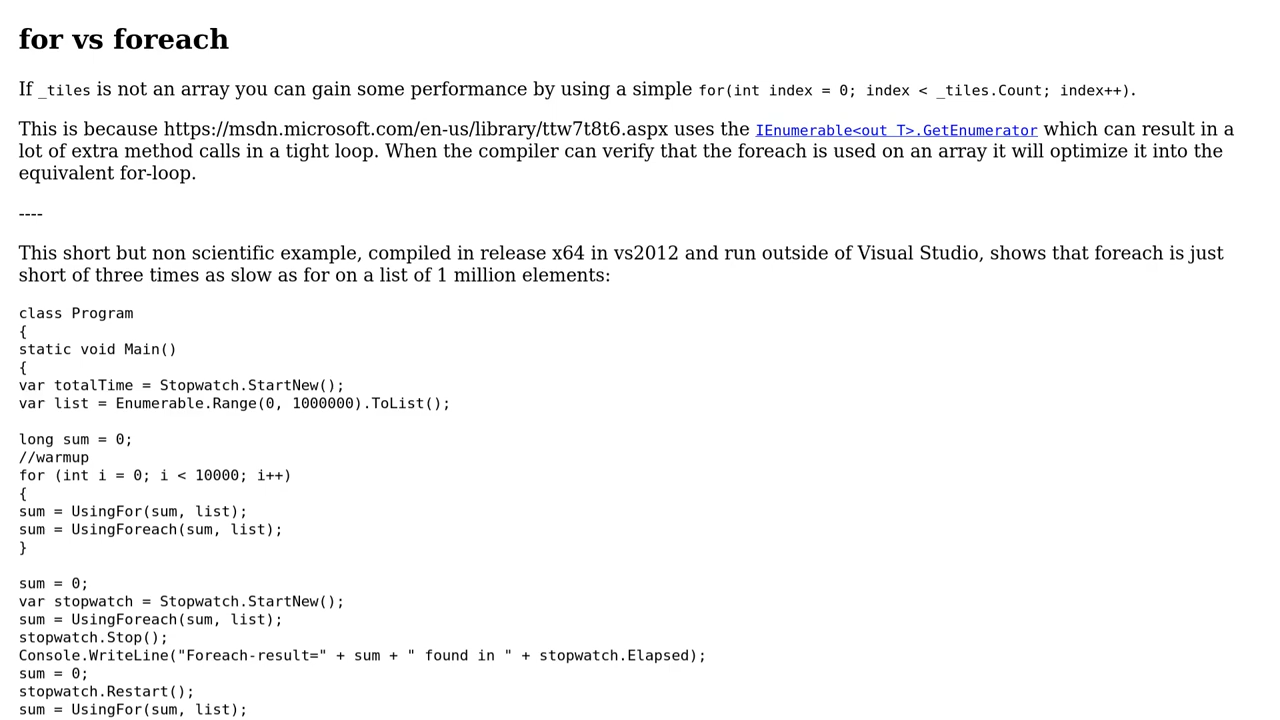 for vs foreach
If _tiles is not an array you can gain some performance by using a simple for(int index = 0; index < _tiles.Count; index++).
This is because https://msdn.microsoft.com/en-us/library/ttw7t8t6.aspx uses the IEnumerable<out T>.GetEnumerator which can result in a
lot of extra method calls in a tight loop. When the compiler can verify that the foreach is used on an array it will optimize it into the
equivalent for-loop.
----
This short but non scientific example, compiled in release x64 in vs2012 and run outside of Visual Studio, shows that foreach is just
short of three times as slow as for on a list of 1 million elements:
class Program
{
static void Main()
{
var totalTime = Stopwatch.StartNew();
var list = Enumerable.Range(0, 1000000).ToList();
long sum = 0;
//warmup
for (int i = 0; i < 10000; i++)
{
sum = UsingFor(sum, list);
sum = UsingForeach(sum, list);
}
sum = 0;
var stopwatch = Stopwatch.StartNew();
sum = UsingForeach(sum, list);
stopwatch.Stop();
Console.WriteLine("Foreach-result=" + sum + " found in " + stopwatch.Elapsed);
sum = 0;
stopwatch.Restart();
sum = UsingFor(sum, list);